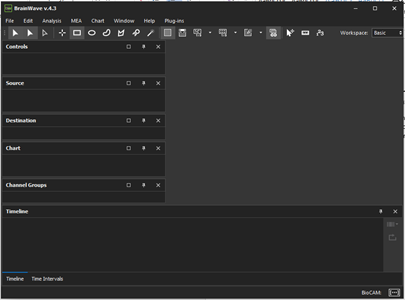 BrainWave v.4.3
File Edit Analysis MEA Chart Window Help Plug-ins
Workspace: Basic
Controls
Source
Destination
Chart
Channel Groups
Timeline
Timeline Time Intervals
BioCAM: